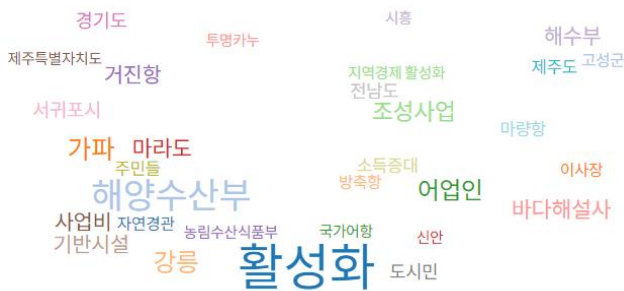 경기도
시흥
투명카누
해수부
제주특별자치도
거진항
제주도
고성군
지역경제 활성화
전남도
서귀포시
조성사업
마량항
가파
마라도
주민들
소득증대
방축항
이사장
해양수산부
어업인
바다해설사
사업비
자연경관
농림수산식품부
국가어항
신안
기반시설
강릉
활성화
도시민